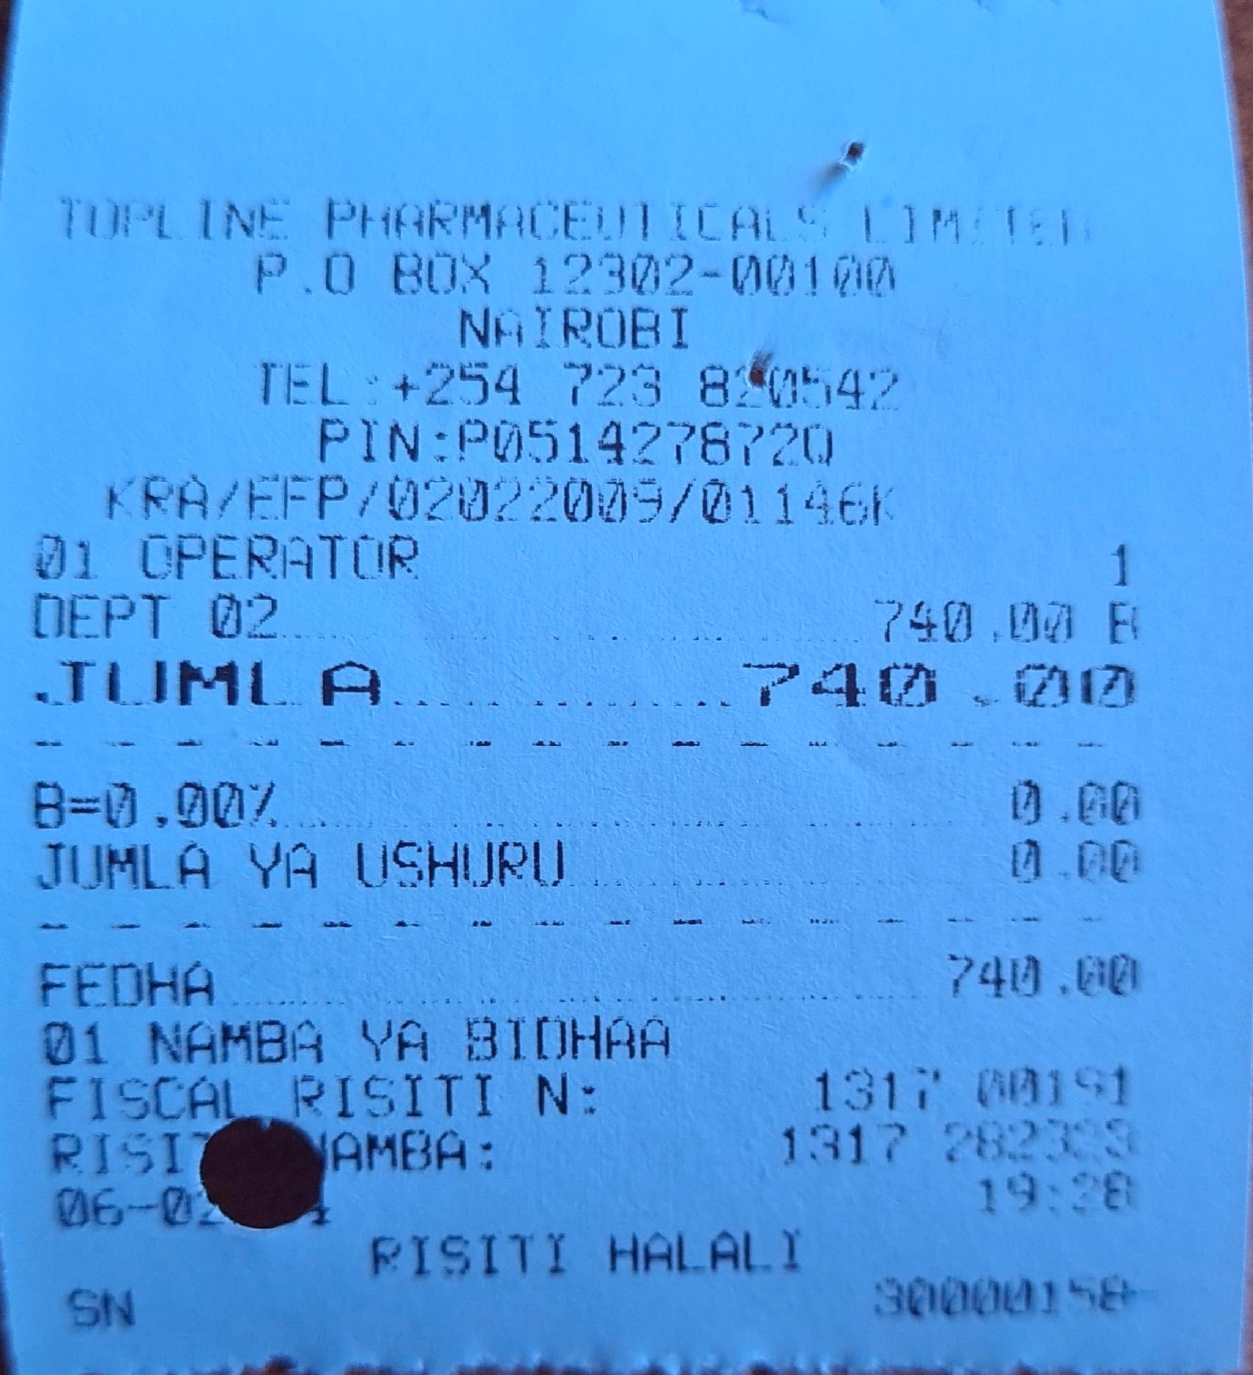 TOPLINE PHARMACEUTICALS LIMITED
P.O BOX 12302-00100
NAIROBI
TEL:+254 723 820542
PIN:P051427872Q
KRA/EFP/02022009/01146K
01 OPERATOR 1
DEPT 02 740.00 B
JUMLA 740.00
B=0.00% 0.00
JUMLA YA USHURU 0.00
FEDHA 740.00
01 NAMBA YA BIDHAA
FISCAL RISITI N: 1317 00191
1317 282323
19:28
RISITI HALALI
SN